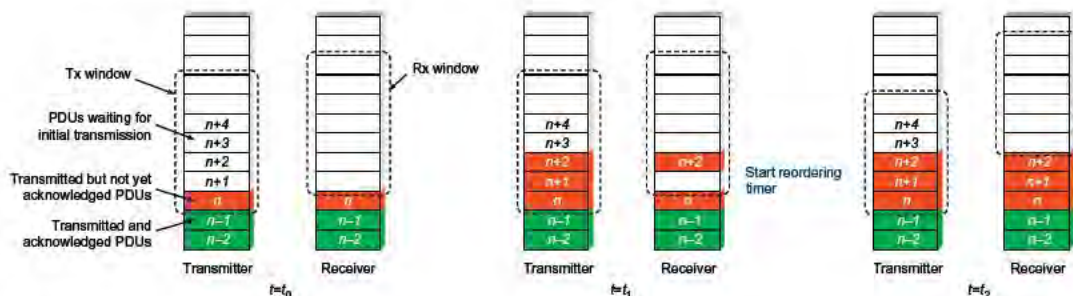 Tx window
PDUs waiting for
initial transmission
Transmitted but not yet
acknowledged PDUs
Transmitted and
acknowledged PDUs
n+4
n+3
n+2
n+1
n
n–1
n–2
Transmitter
n
n–1
n–2
Receiver
Rx window
t=t0
n+4
n+3
n+2
n+1
n
n–1
n–2
Transmitter
n+2
n
n–1
n–2
Receiver
t=t1
Start reordering
timer
n+4
n+3
n+2
n+1
n
n–1
n–2
Transmitter
n+2
n+1
n
n–1
n–2
Receiver
t=t2